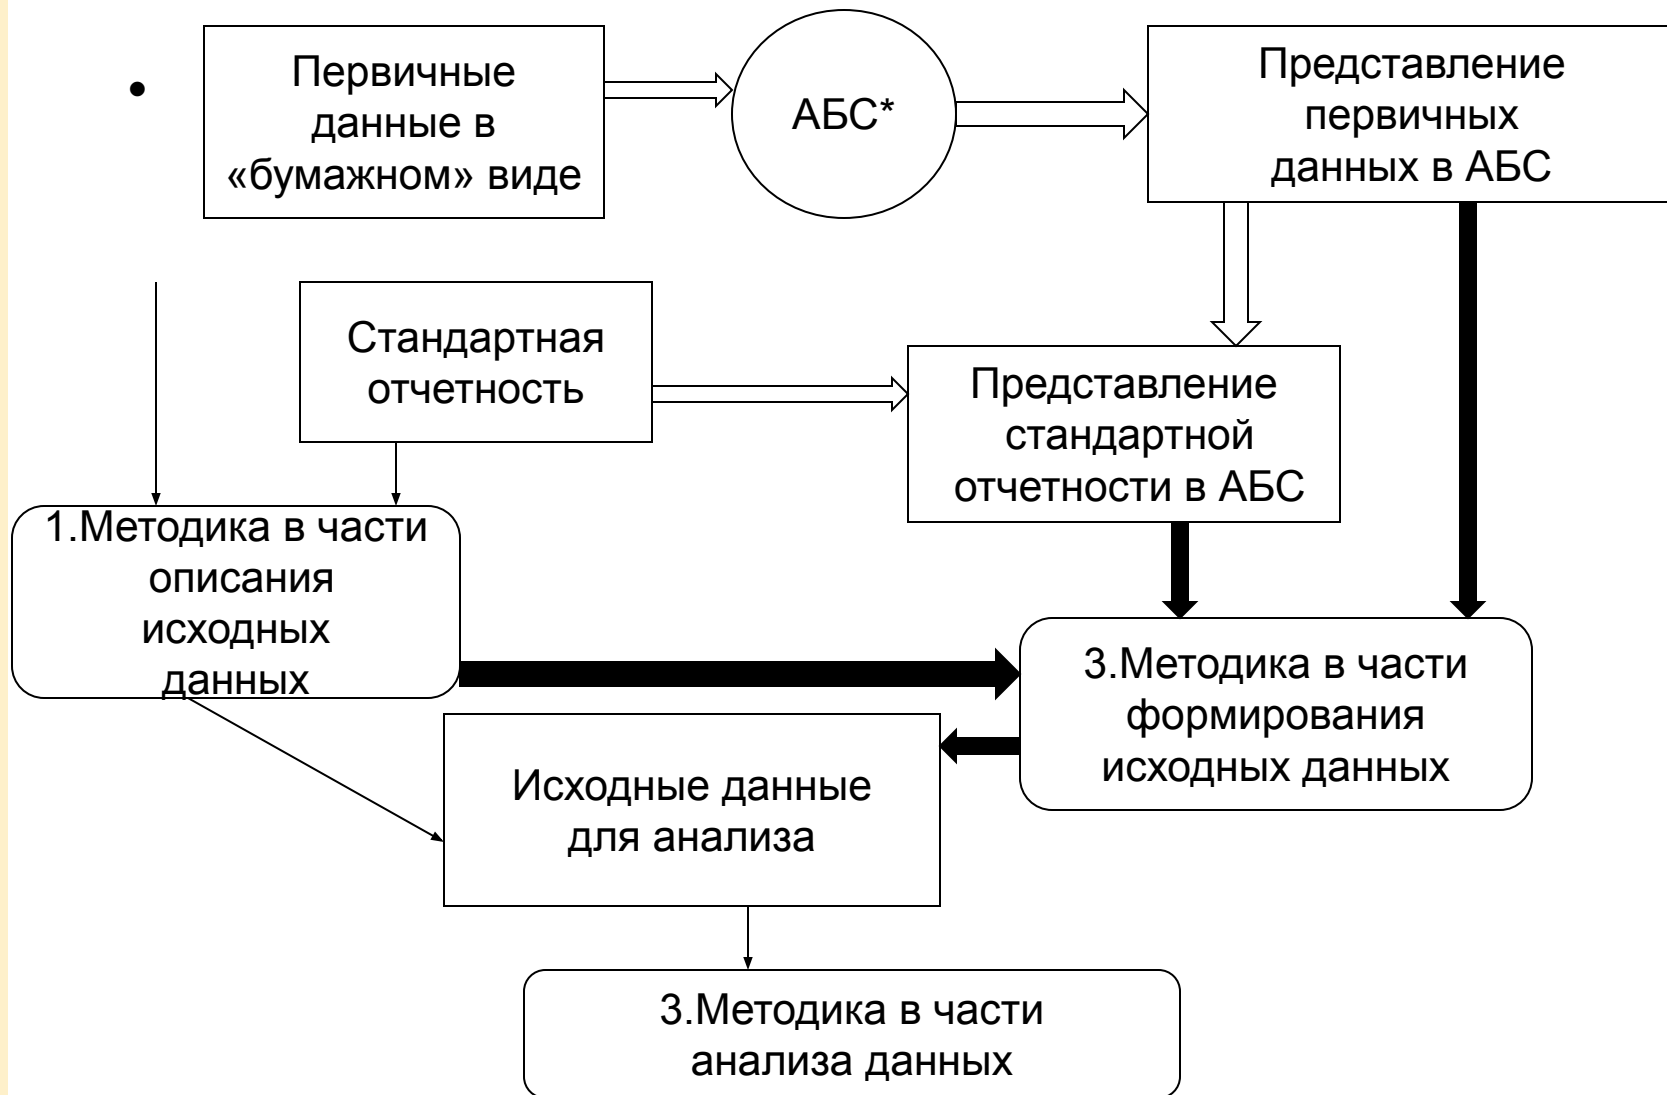 Первичные
данные в
«бумажном» виде
АБС*
Представление
первичных
данных в АБС
Стандартная
отчетность
Представление
стандартной
отчетности в АБС
1.Методика в части
описания
исходных
данных
3.Методика в части
формирования
исходных данных
Исходные данные
для анализа
3.Методика в части
анализа данных